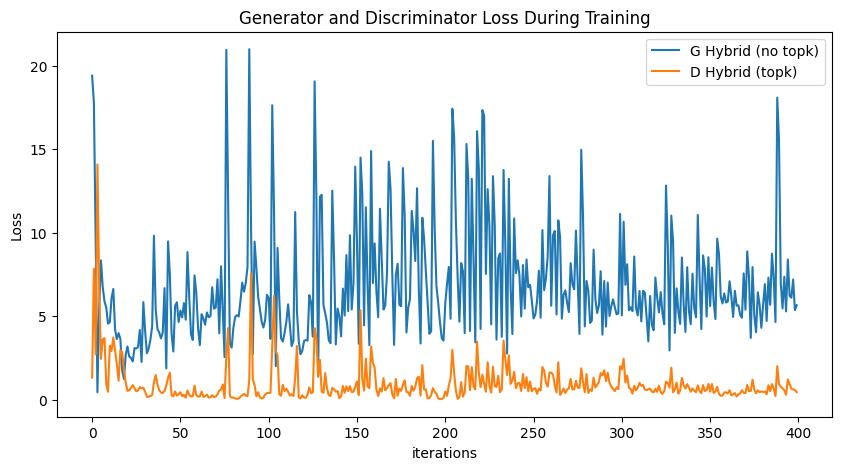 Generator and Discriminator Loss During Training
G Hybrid (no topk)
D Hybrid (topk)
Loss
20
15
10
5
0
0 50 100 150 200 250 300 350 400
iterations